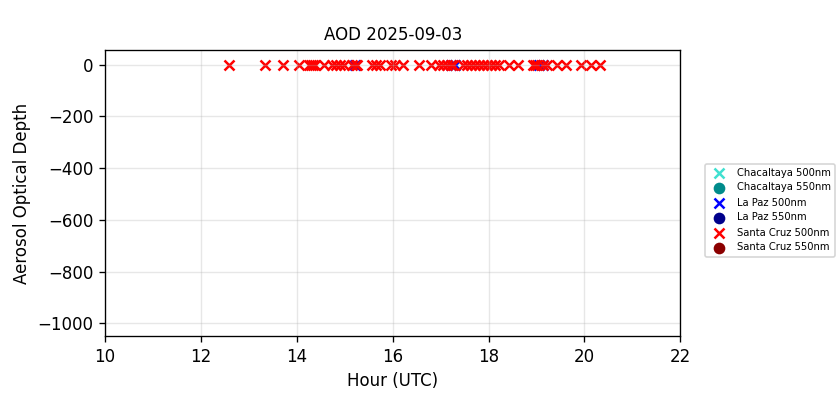 AOD 2025-09-03
Aerosol Optical Depth
0
−200
−400
−600
−800
−1000
10 12 14 16 18 20 22
Hour (UTC)
Chacaltaya 500nm
Chacaltaya 550nm
La Paz 500nm
La Paz 550nm
Santa Cruz 500nm
Santa Cruz 550nm